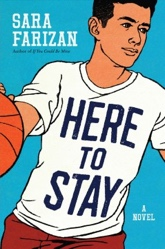 SARA
FARIZAN
Author of If You Could Be Mine
HERE
TO
STAY
A
NOVEL